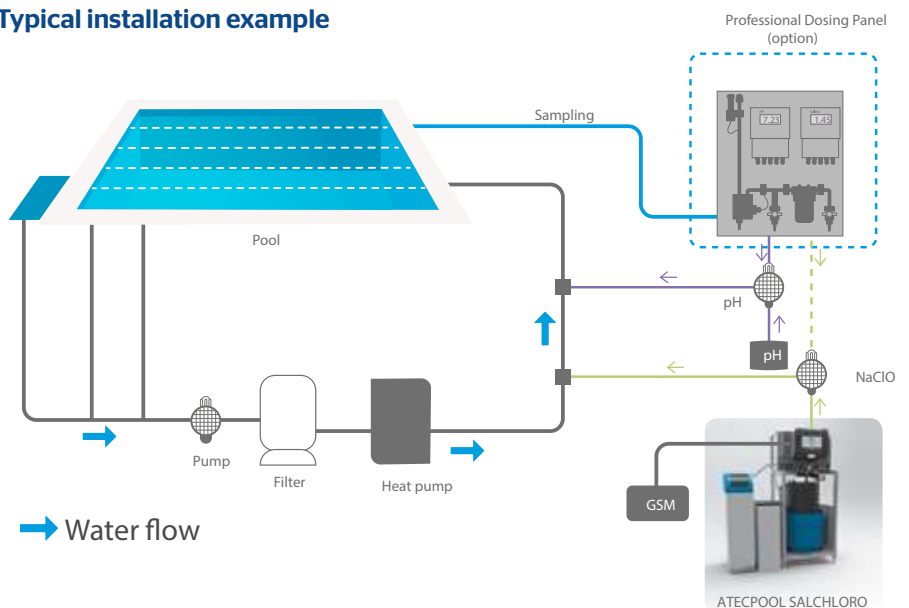 Typical installation example
Professional Dosing Panel
(option)
7.23
1.45
Sampling
Pool
pH
pH
NaClO
Pump
Filter
Heat pump
GSM
Water flow
ATECPOOL SALCHLORO